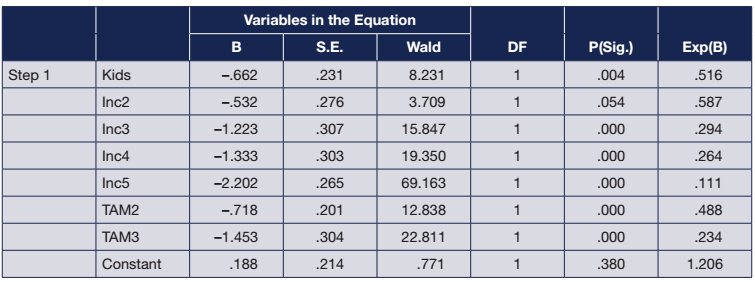 Variables in the Equation
B S.E. Wald DF P(Sig.) Exp(B)
Step 1 Kids –.662 .231 8.231 1 .004 .516
Inc2 –.532 .276 3.709 1 .054 .587
Inc3 –1.223 .307 15.847 1 .000 .294
Inc4 –1.333 .303 19.350 1 .000 .264
Inc5 –2.202 .265 69.163 1 .000 .111
TAM2 –.718 .201 12.838 1 .000 .488
TAM3 –1.453 .304 22.811 1 .000 .234
Constant .188 .214 .771 1 .380 1.206